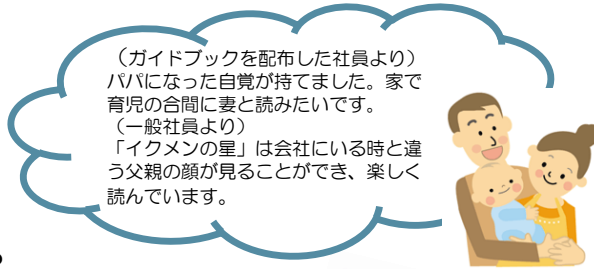 （ガイドブックを配布した社員より）
パパになった自覚が持てました。家で
育児の合間に妻と読みたいです。
（一般社員より）
「イクメンの星」は会社にいる時と違
う父親の顔が見ることができ、楽しく
読んでいます。